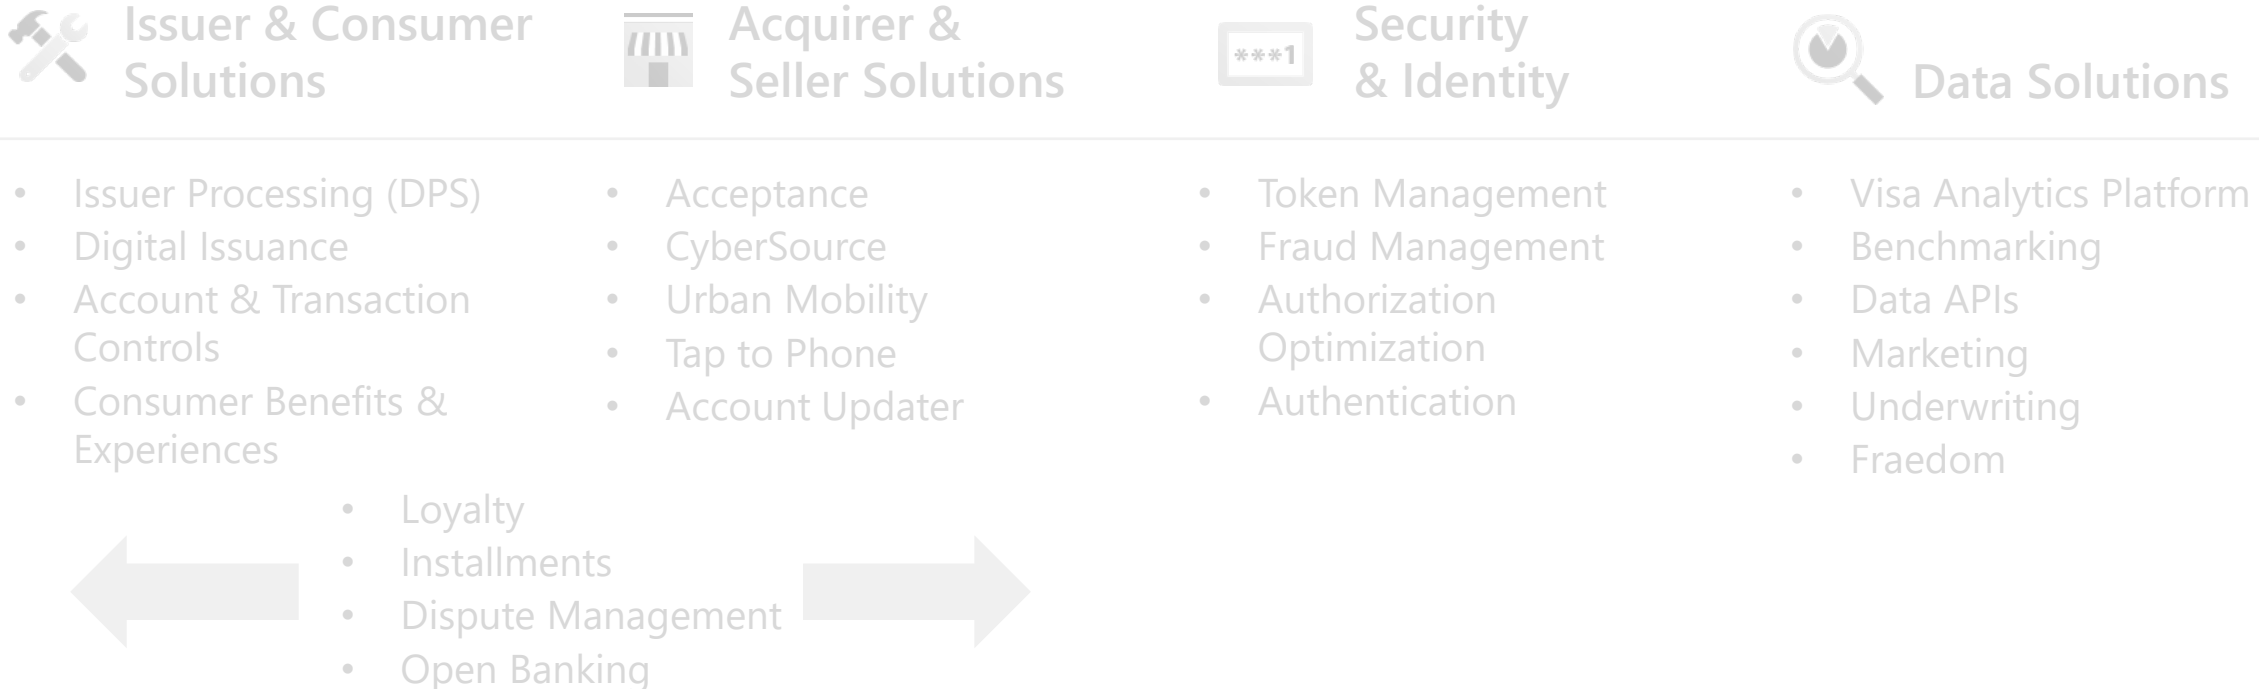 Issuer & Consumer
Solutions
Acquirer &
Seller Solutions
***1
Security
& Identity
Data Solutions
• Issuer Processing (DPS)
• Digital Issuance
• Account & Transaction
Controls
• Consumer Benefits &
Experiences
• Acceptance
• CyberSource
• Urban Mobility
• Tap to Phone
• Account Updater
• Loyalty
• Installments
• Dispute Management
• Open Banking
• Token Management
• Fraud Management
• Authorization
Optimization
• Authentication
• Visa Analytics Platform
• Benchmarking
• Data APIs
• Marketing
• Underwriting
• Fraedom